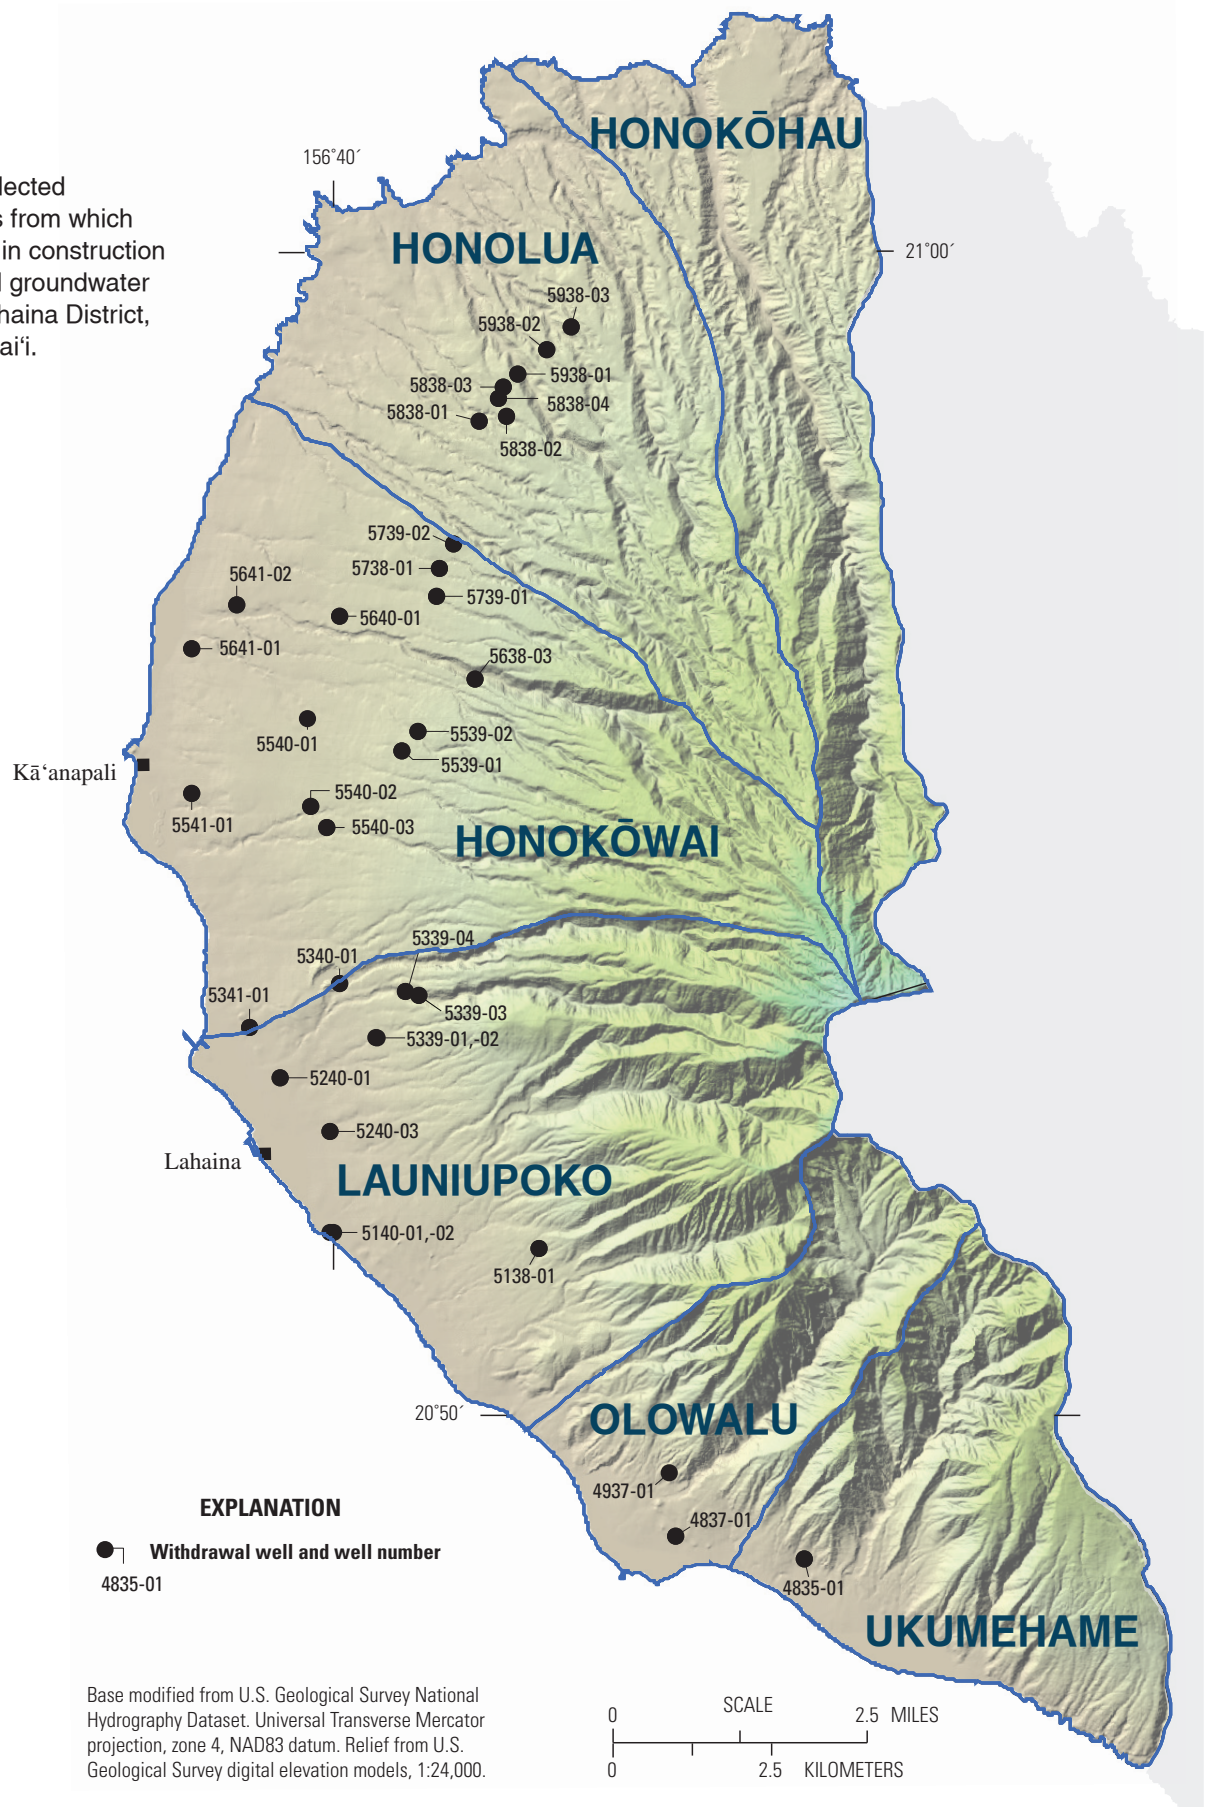 lected
s from which
in construction
l groundwater
haina District,
ai‘i.
156˚40´
HONOKŌHAU
HONOLUA
21˚00´
5938-03
5938-02
5938-01
5838-03
5838-04
5838-01
5838-02
5739-02
5738-01
5641-02
5739-01
5640-01
5641-01
5638-03
5540-01
5539-02
5539-01
Kā‘anapali
5540-02
5541-01
5540-03
HONOKŌWAI
5339-04
5340-01
5341-01
5339-03
5339-01,-02
5240-01
5240-03
Lahaina
LAUNIUPOKO
5140-01,-02
5138-01
20˚50´
OLOWALU
4937-01
4837-01
4835-01
UKUMEHAME
EXPLANATION
Withdrawal well and well number
4835-01
Base modified from U.S. Geological Survey National
Hydrography Dataset. Universal Transverse Mercator
projection, zone 4, NAD83 datum. Relief from U.S.
Geological Survey digital elevation models, 1:24,000.
SCALE
0 2.5 MILES
0 2.5 KILOMETERS